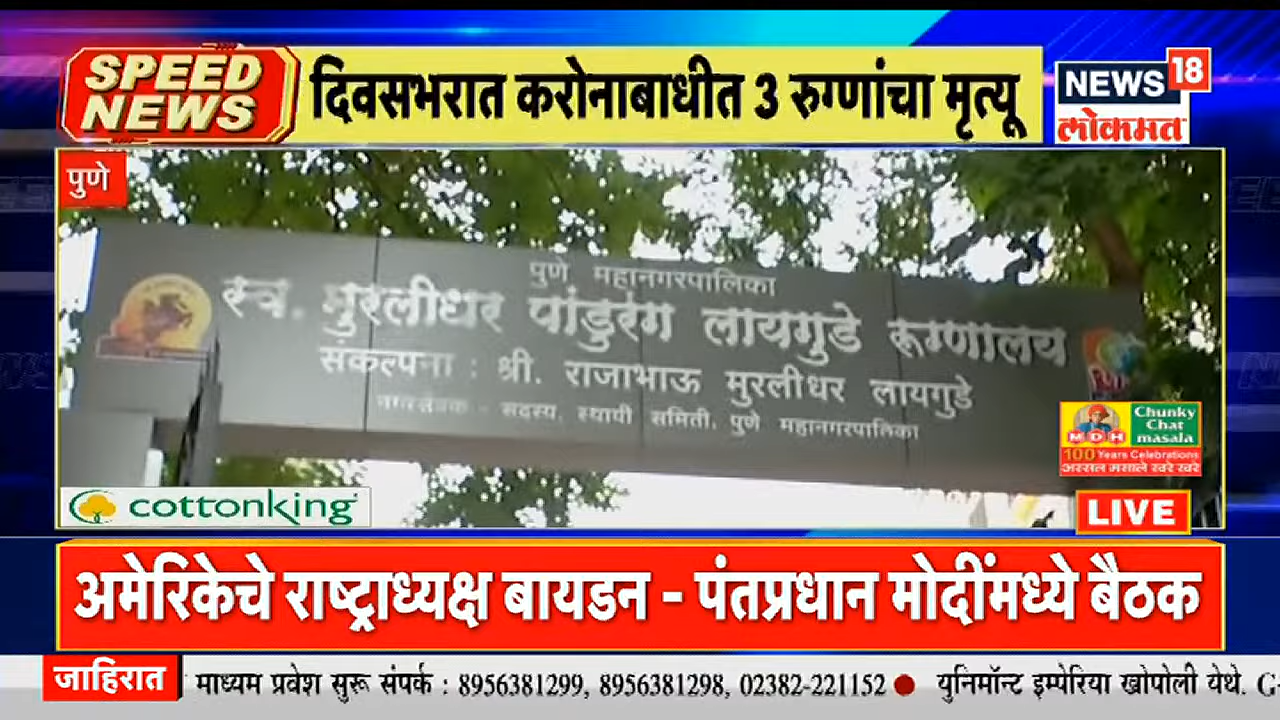 SPEED NEWS
दिवसभरात करोनाबाधीत 3 रुग्णांचा मृत्यू
NEWS 18
लोकमत
पुणे
पुणे महानगरपालिका
स्व. मुरलीधर पांडुरंग लायगुडे रूग्णालय
संकल्पना : श्री. राजाभाऊ मुरलीधर लायगुडे
नगरसेवक - सदस्य, स्थायी समिती, पुणे महानगरपालिका
MDH Chunky Chat masala
100 Years Celebrations
असली मसाले
cottonking
LIVE
अमेरिकेचे राष्ट्राध्यक्ष बायडन - पंतप्रधान मोदींमध्ये बैठक
जाहिरात माध्यम प्रवेश सुरू संपर्क : 8956381299, 8956381298, 02382-221152 ● युनिमॉन्ट इम्पेरिया खोपोली येथे. G-